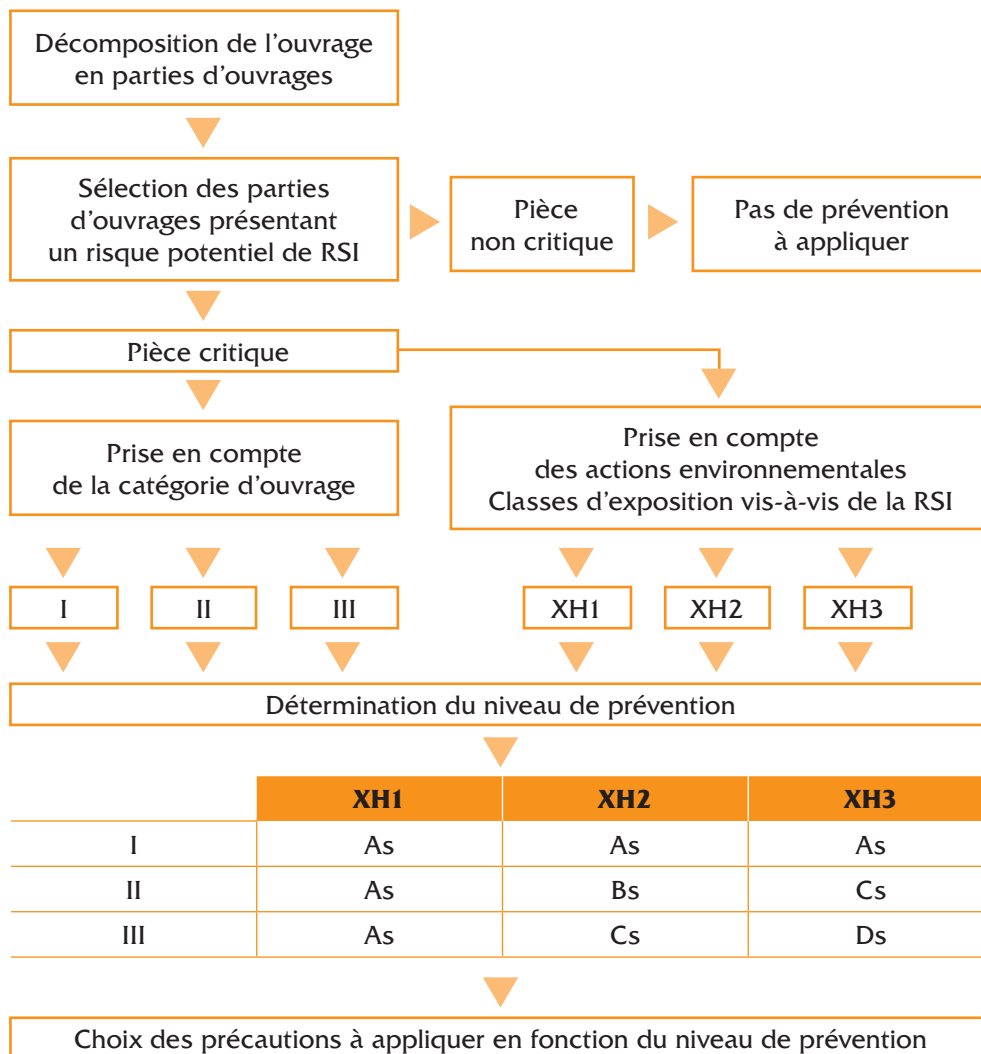 Décomposition de l'ouvrage
en parties d'ouvrages
Sélection des parties
d'ouvrages présentant
un risque potentiel de RSI
Pièce
non critique
Pas de prévention
à appliquer
Pièce critique
Prise en compte
de la catégorie d'ouvrage
Prise en compte
des actions environnementales
Classes d'exposition vis-à-vis de la RSI
I II III XH1 XH2 XH3
Détermination du niveau de prévention
XH1 XH2 XH3
I As As As
II As Bs Cs
III As Cs Ds
Choix des précautions à appliquer en fonction du niveau de prévention